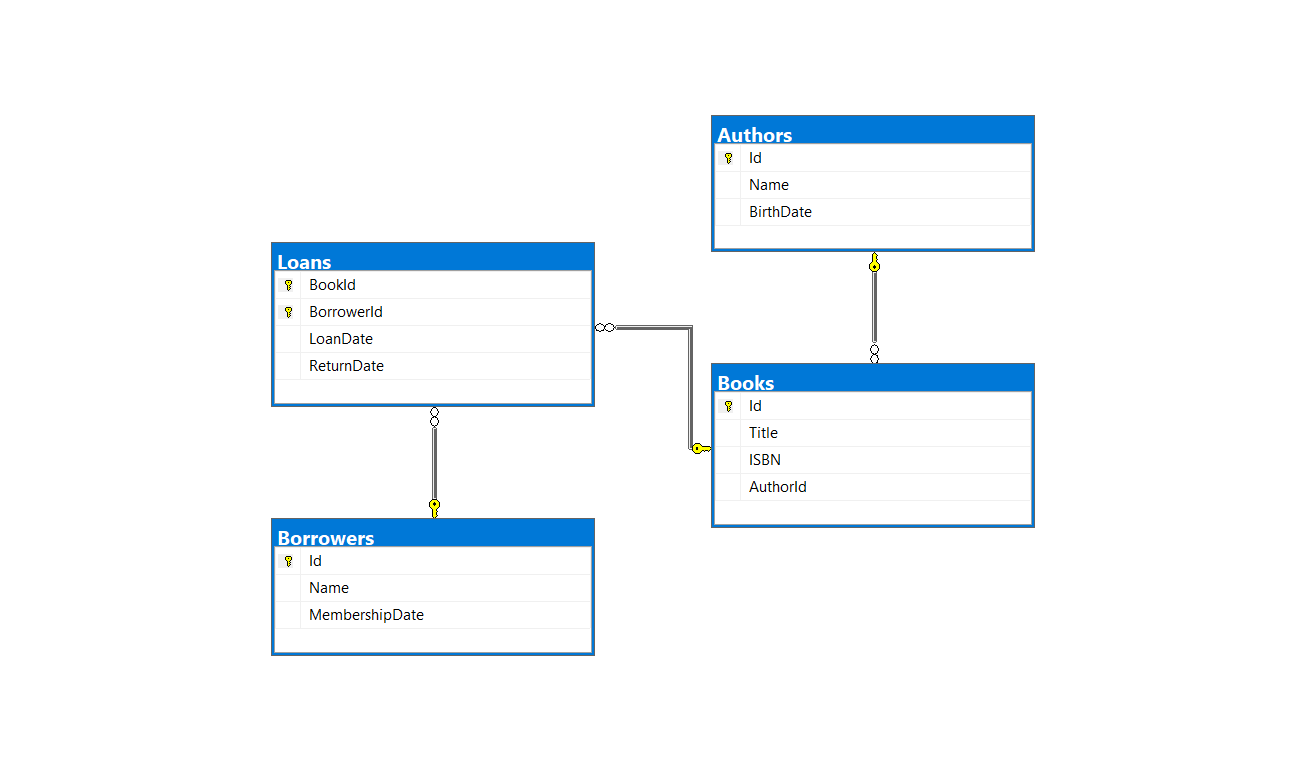 Authors
Id
Name
BirthDate
Loans
BookId
BorrowerId
LoanDate
ReturnDate
Books
Id
Title
ISBN
AuthorId
Borrowers
Id
Name
MembershipDate